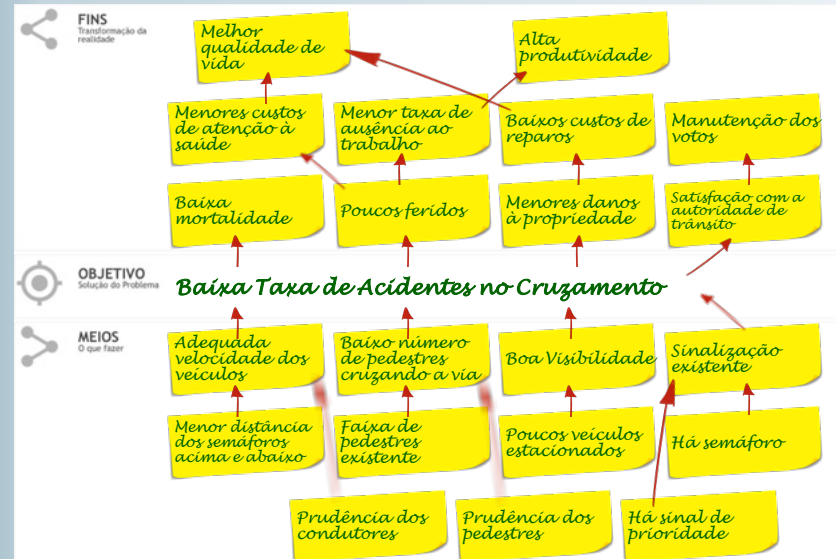 FINS
Transformação da
realidade
Melhor
qualidade de
vida
Alta
produtividade
Menores custos
de atenção à
saúde
Menor taxa de
ausência ao
trabalho
Baixos custos de
reparos
Manutenção dos
votos
Baixa
mortalidade
Poucos feridos
Menores danos
à propriedade
Satisfação com a
autoridade de
trânsito
OBJETIVO
Solução do Problema
Baixa Taxa de Acidentes no Cruzamento
MEIOS
O que fazer
Adequada
velocidade dos
veículos
Baixo número
de pedestres
cruzando a via
Boa Visibilidade
Sinalização
existente
Menor distância
dos semáforos
acima e abaixo
Faixa de
pedestres
existente
Poucos veículos
estacionados
Há semáforo
Prudência dos
condutores
Prudência dos
pedestres
Há sinal de
prioridade